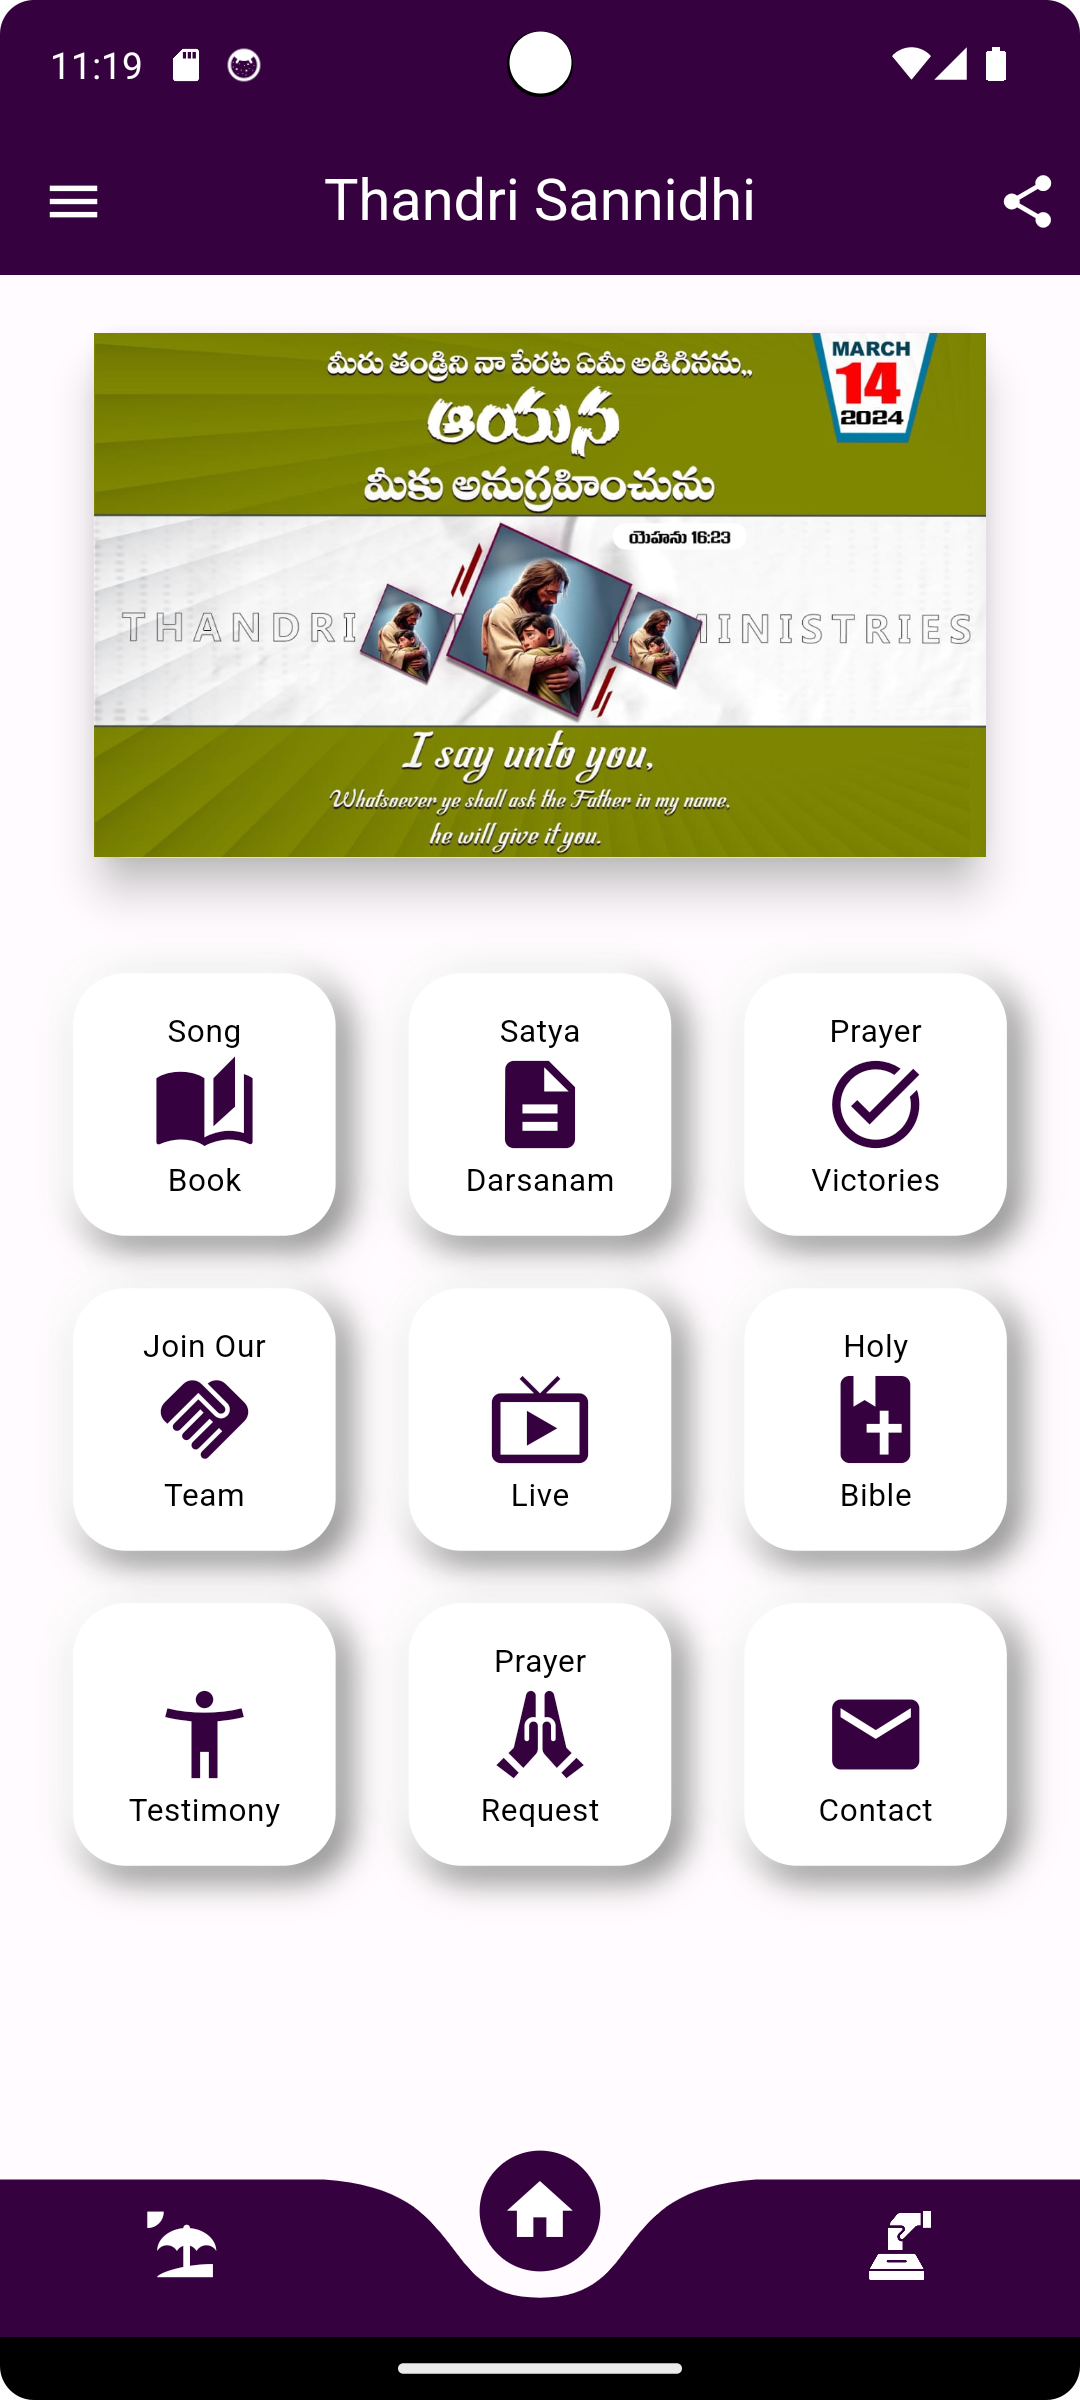 11:19
Thandri Sannidhi
మీరు తండ్రిని నా పేరట ఏమీ అడిగినను,,
ఆయన
మీకు అనుగ్రహించును
MARCH
14
2024
యెహను 16:23
THANDRI MINISTRIES
I say unto you,
Whatsoever ye shall ask the Father in my name,
he will give it you.
Song
Book
Satya
Darsanam
Prayer
Victories
Join Our
Team
Live
Holy
Bible
Testimony
Prayer
Request
Contact